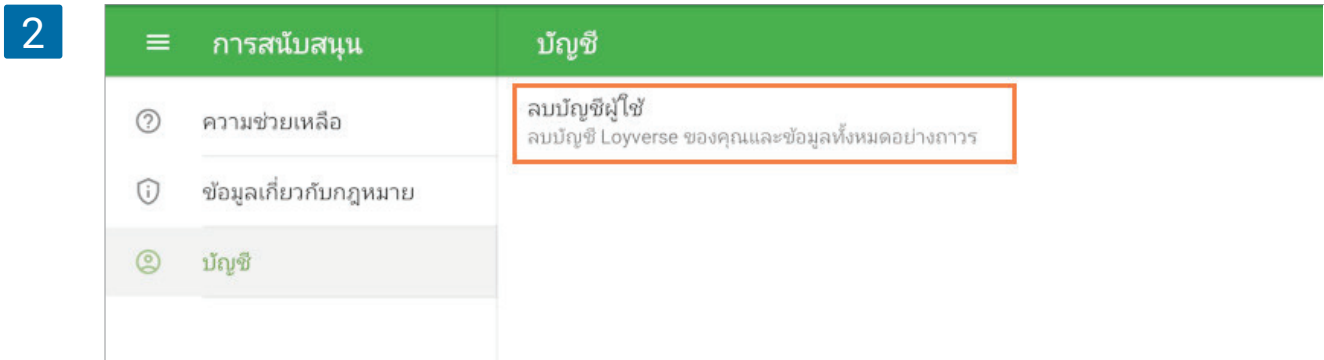 2
การสนับสนุน
บัญชี
ความช่วยเหลือ
ข้อมูลเกี่ยวกับกฎหมาย
บัญชี
ลบบัญชีผู้ใช้
ลบบัญชี Loyverse ของคุณและข้อมูลทั้งหมดอย่างถาวร